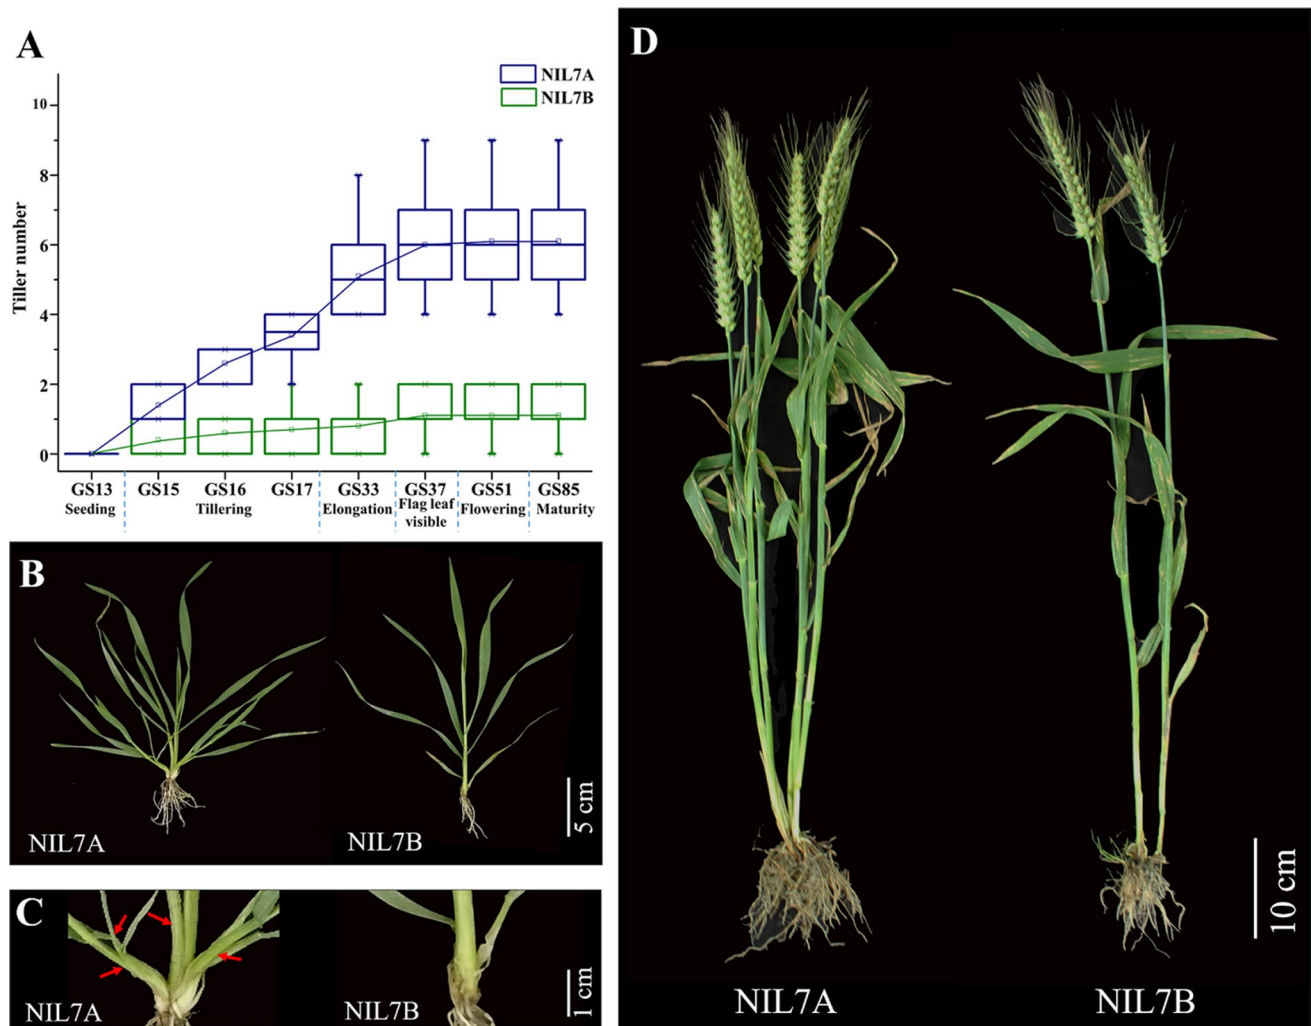 A
NIL7A
NIL7B
Tiller number
10
8
6
4
2
0
GS13 GS15 GS16 GS17 GS33 GS37 GS51 GS85
Seeding Tillering Elongation Flag leaf visible Flowering Maturity
B
NIL7A
NIL7B
5 cm
C
NIL7A
NIL7B
1 cm
D
NIL7A
NIL7B
10 cm